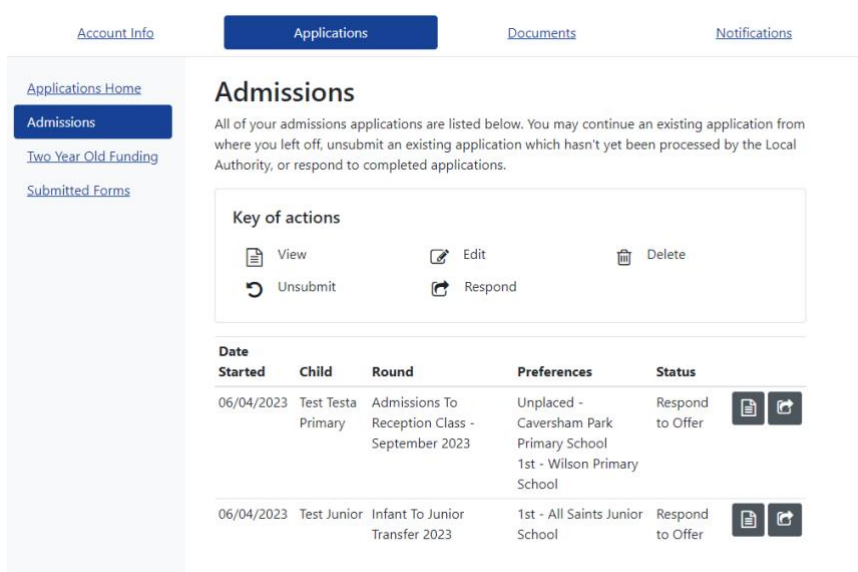 Account Info Applications Documents Notifications
Applications Home
Admissions
Two Year Old Funding
Submitted Forms
Admissions
All of your admissions applications are listed below. You may continue an existing application from
where you left off, unsubmit an existing application which hasn't yet been processed by the Local
Authority, or respond to completed applications.
Key of actions
View Edit Delete
Unsubmit Respond
Date
Started Child Round Preferences Status
06/04/2023 Test Testa Admissions To Unplaced - Respond
Primary Reception Class - Caversham Park to Offer
September 2023 Primary School
1st - Wilson Primary
School
06/04/2023 Test Junior Infant To Junior 1st - All Saints Junior Respond
Transfer 2023 School to Offer